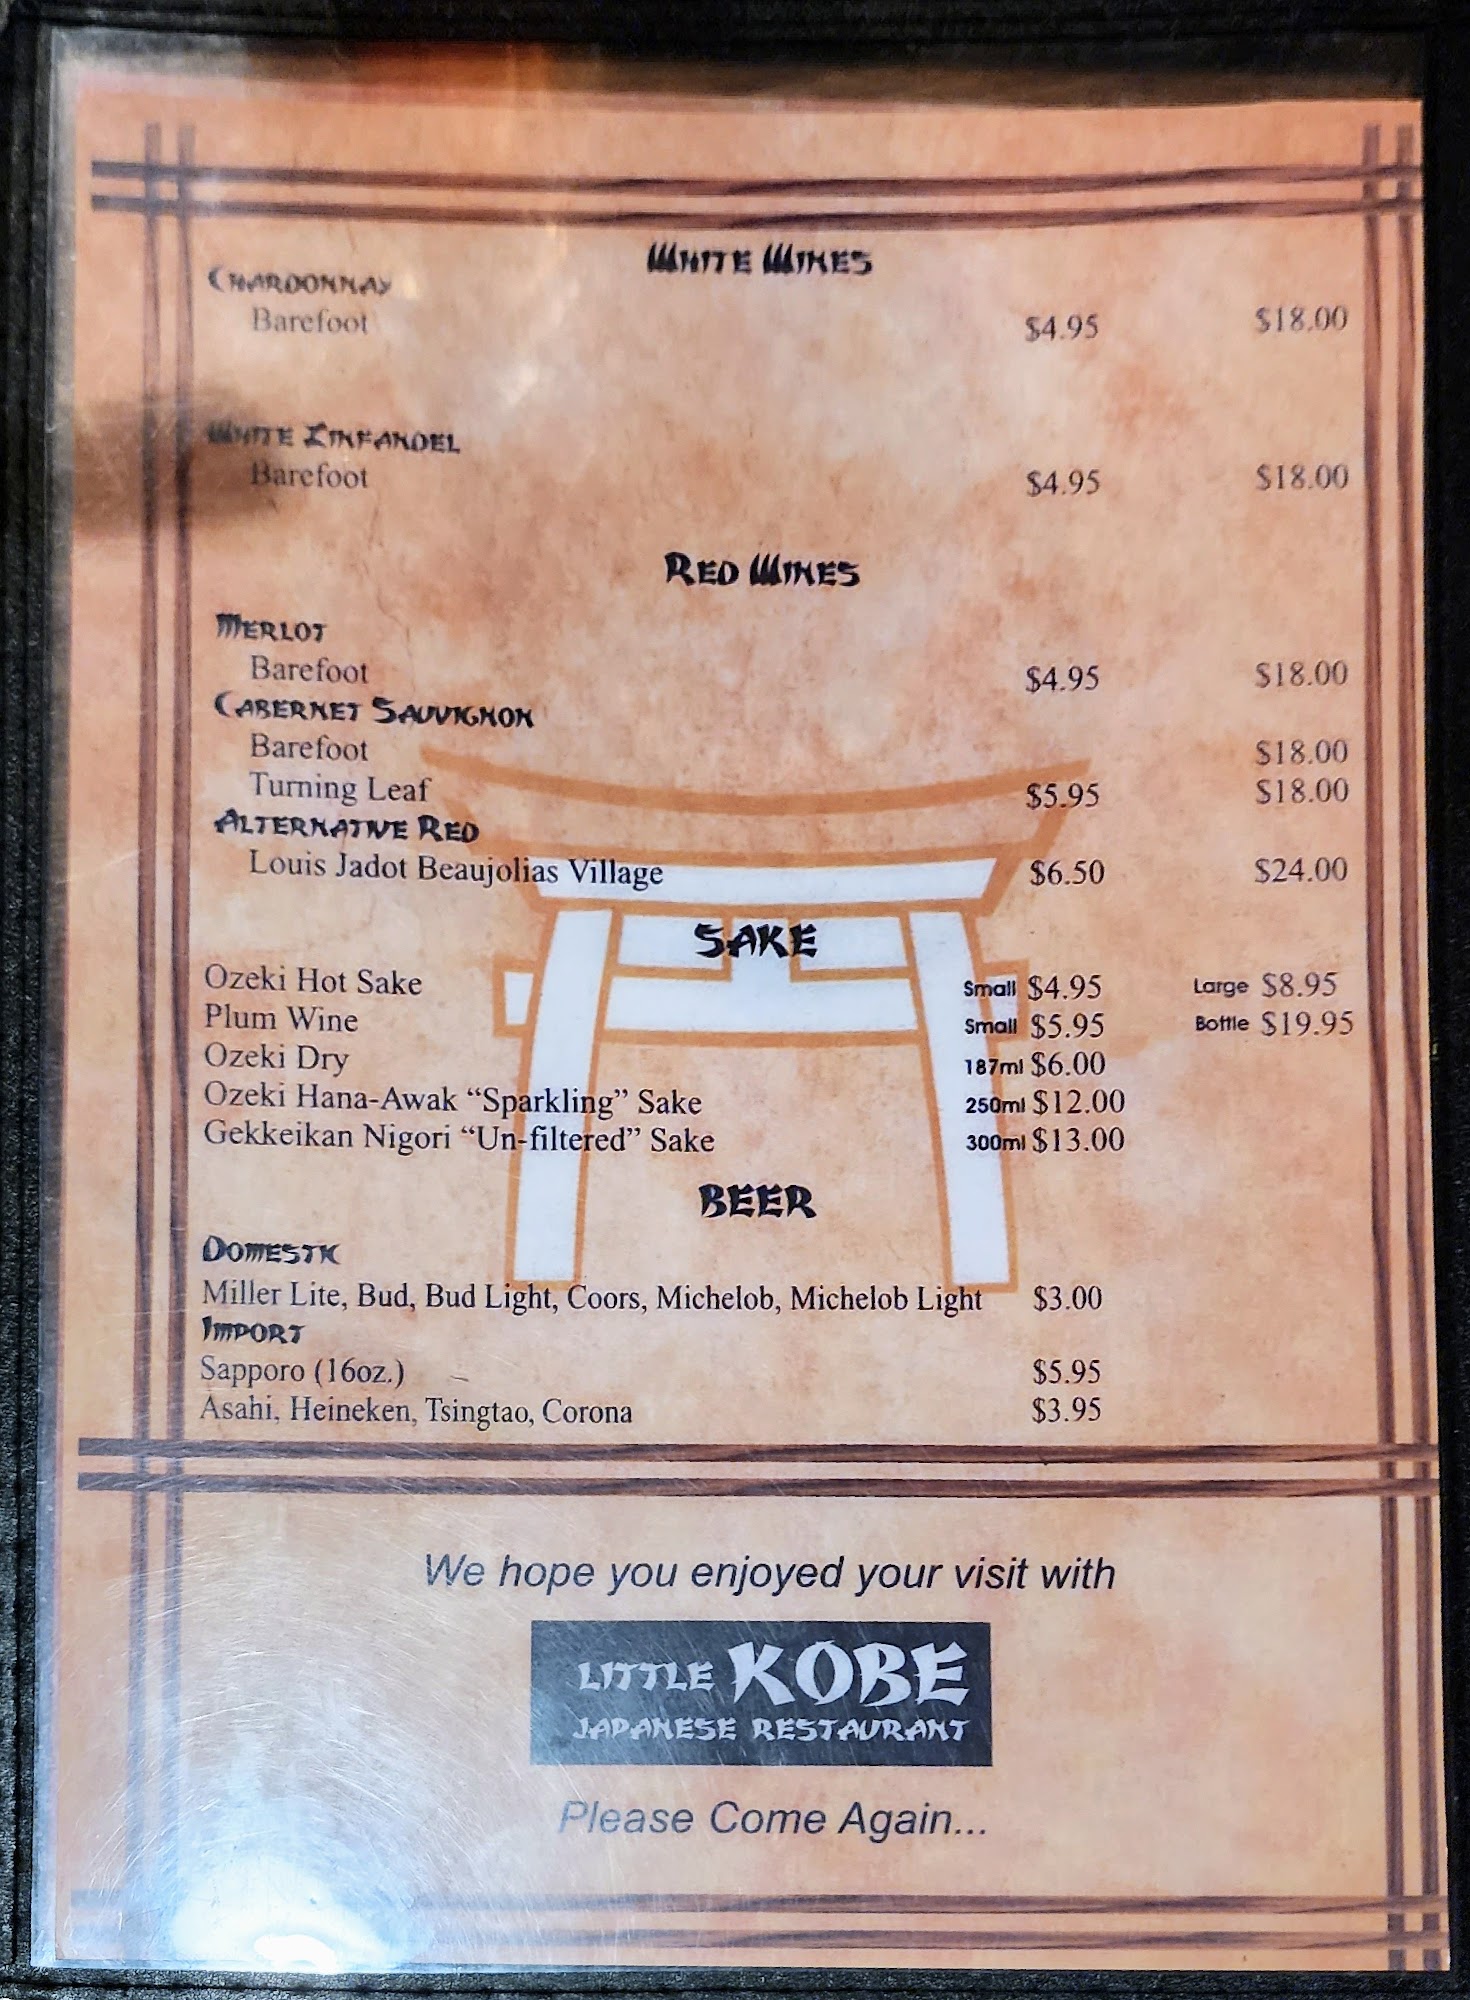 White Wines
Chardonnay
Barefoot $4.95 $18.00
White Zinfandel
Barefoot $4.95 $18.00
Red Wines
Merlot
Barefoot $4.95 $18.00
Cabernet Sauvignon
Barefoot $18.00
Turning Leaf $5.95 $18.00
Alternative Red
Louis Jadot Beaujolias Village $6.50 $24.00
SAKE
Ozeki Hot Sake Small $4.95 Large $8.95
Plum Wine Small $5.95 Bottle $19.95
Ozeki Dry 187ml $6.00
Ozeki Hana-Awak “Sparkling” Sake 250ml $12.00
Gekkeikan Nigori “Un-filtered” Sake 300ml $13.00
BEER
Domestic
Miller Lite, Bud, Bud Light, Coors, Michelob, Michelob Light $3.00
Import
Sapporo (16oz.) $5.95
Asahi, Heineken, Tsingtao, Corona $3.95
We hope you enjoyed your visit with
LITTLE KOBE
JAPANESE RESTAURANT
Please Come Again...